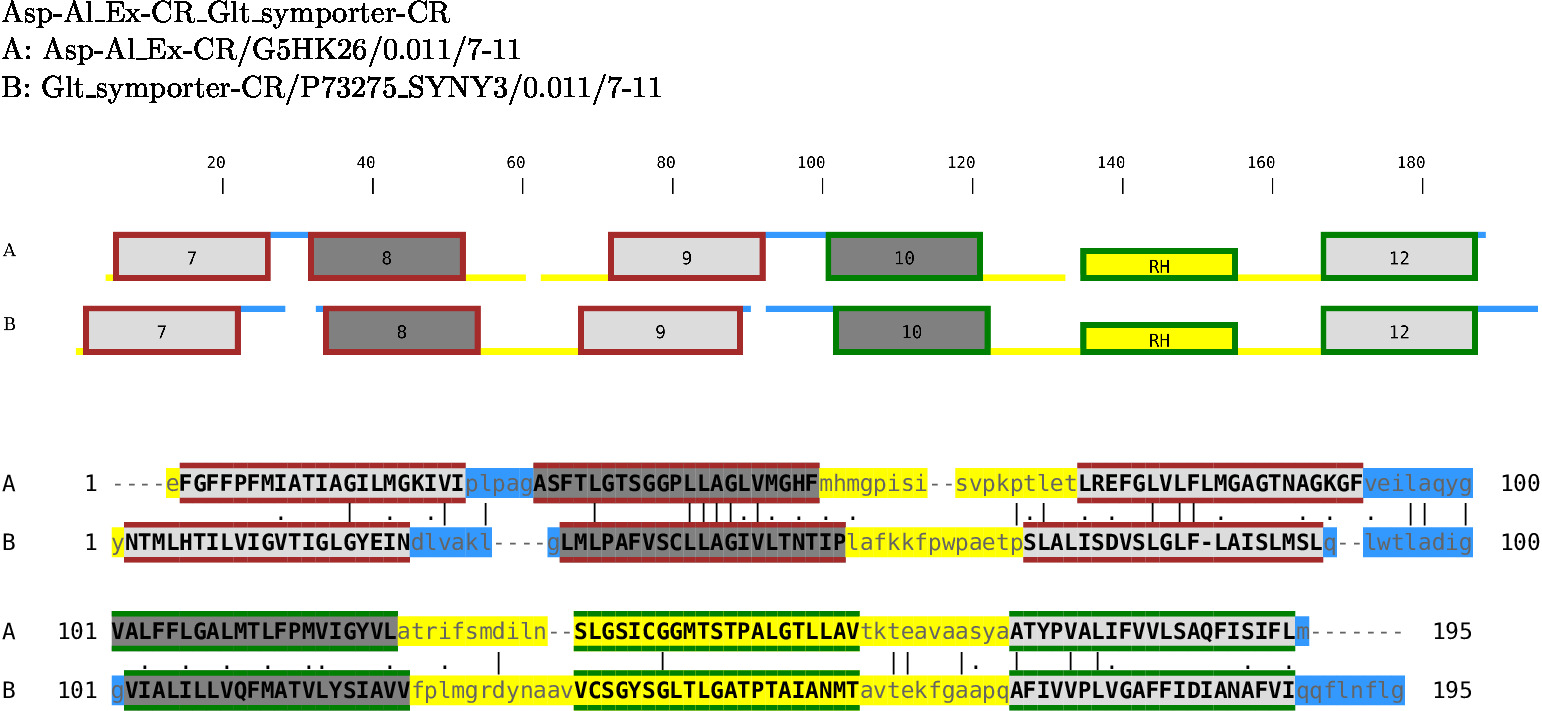 Asp-Al_Ex-CR_Glt_symporter-CR
A: Asp-Al_Ex-CR/G5HK26/0.011/7-11
B: Glt_symporter-CR/P73275_SYNY3/0.011/7-11
20 40 60 80 100 120 140 160 180
A 7 8 9 10 RH 12
B 7 8 9 10 RH 12
A 1 ----eFGFFPFMIATIAGILMGKIVIplpagASFTLGTSGGPLLAGLVMGHFmhmgpisi--svpkptletLREFGLVLFLMGAGTNAGKGFveilaqyg 100
B 1 yNTMLHTILVIGVTIGLGYEINdlvakl----gLMLPAFVSCLLAGIVLTNTIPlafkkfpwpaetpSLALISDVSLGLF-LAISLMSLq--lwtladig 100
A 101 VALFFLGALMTLFPMVIGYVLatrifsmdiln--SLGSICGGMTSTPALGTLLAVtkteavaasyaATYPVALIFVVLSAQFISIFLm------- 195
B 101 gVIALILLVQFMATVLYSIAVVfplmgrdynaavVCSGYSGLTLGATPTAIANMTavtekfgaapqAFIVVPLVGAFFIDIANAFVIqqflnflg 195